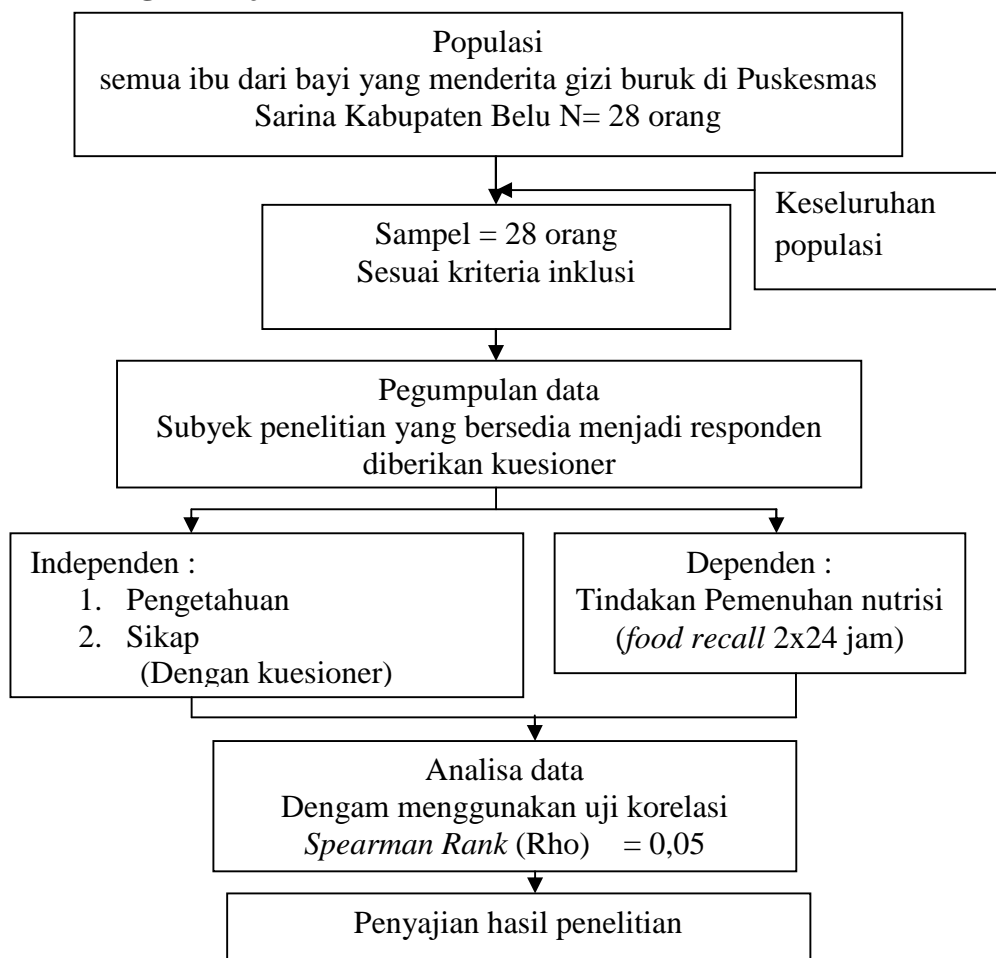 Populasi
semua ibu dari bayi yang menderita gizi buruk di Puskesmas
Sarina Kabupaten Belu N= 28 orang
Keseluruhan
populasi
Sampel = 28 orang
Sesuai kriteria inklusi
Pegumpulan data
Subyek penelitian yang bersedia menjadi responden
diberikan kuesioner
Independen :
1. Pengetahuan
2. Sikap
(Dengan kuesioner)
Dependen :
Tindakan Pemenuhan nutrisi
(food recall 2x24 jam)
Analisa data
Dengam menggunakan uji korelasi
Spearman Rank (Rho) = 0,05
Penyajian hasil penelitian